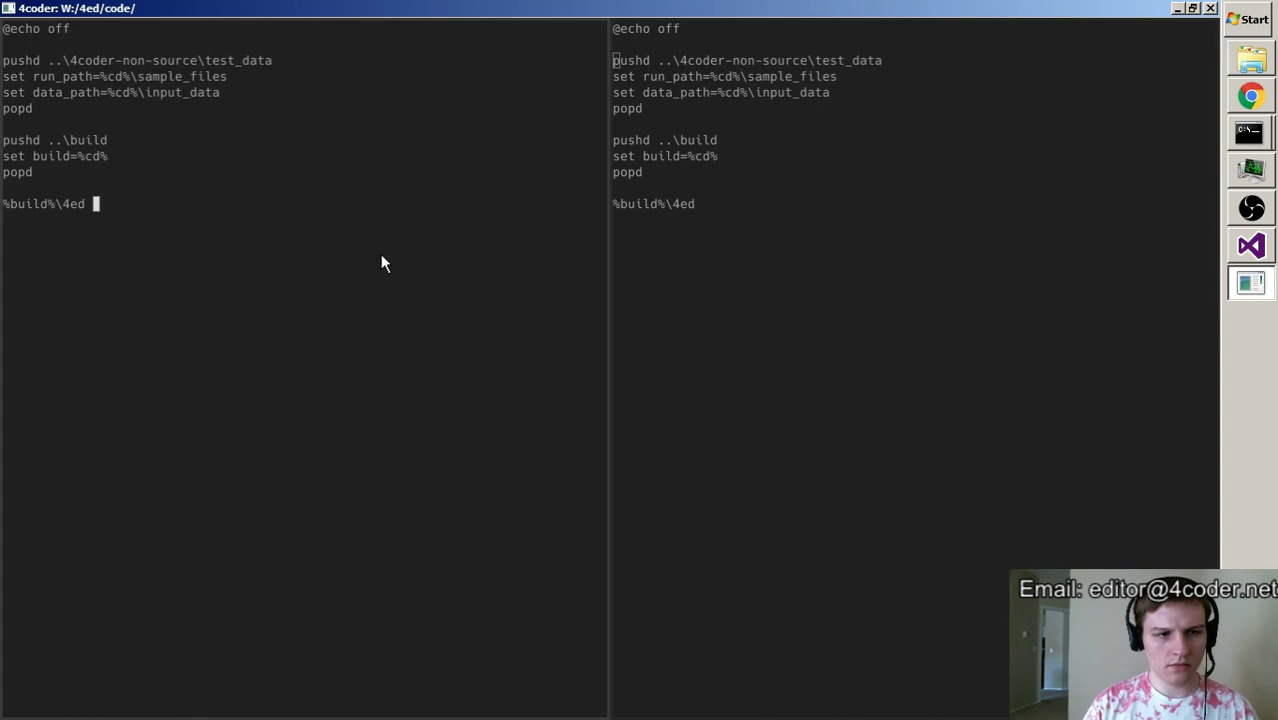 4coder: W:/4ed/code/
@echo off
pushd ..\4coder-non-source\test_data
set run_path=%cd%\sample_files
set data_path=%cd%\input_data
popd
pushd ..\build
set build=%cd%
popd
%build%\4ed
@echo off
pushd ..\4coder-non-source\test_data
set run_path=%cd%\sample_files
set data_path=%cd%\input_data
popd
pushd ..\build
set build=%cd%
popd
%build%\4ed
Start
C:\_
Email: editor@4coder.net